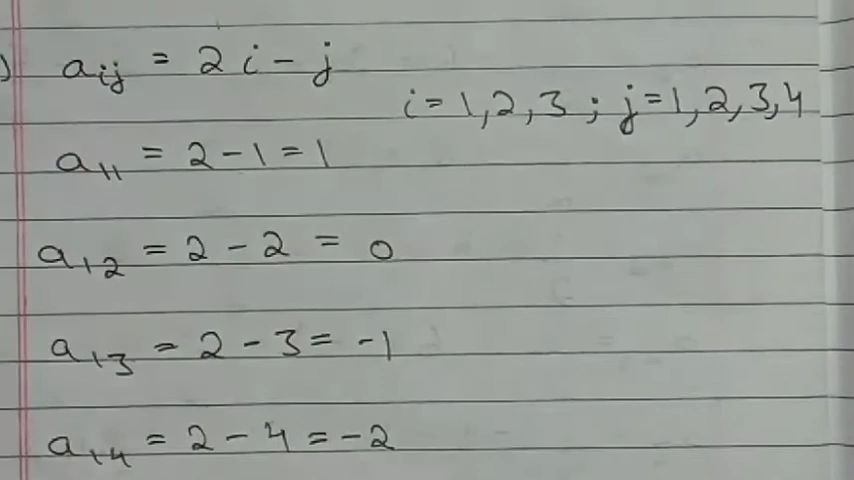 ) aij = 2i - j
i = 1,2,3 ; j = 1,2,3,4
a11 = 2 - 1 = 1
a12 = 2 - 2 = 0
a13 = 2 - 3 = -1
a14 = 2 - 4 = -2